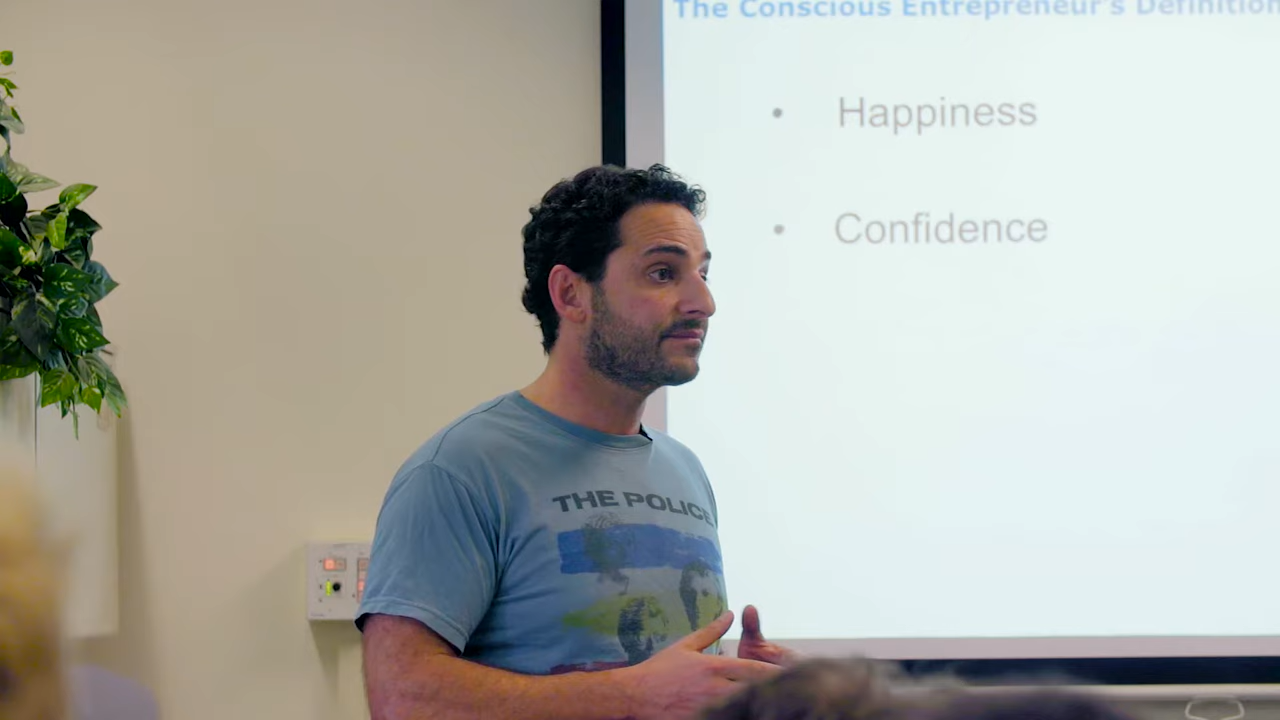 The Conscious Entrepreneur's Definition
• Happiness
• Confidence
THE POLICE